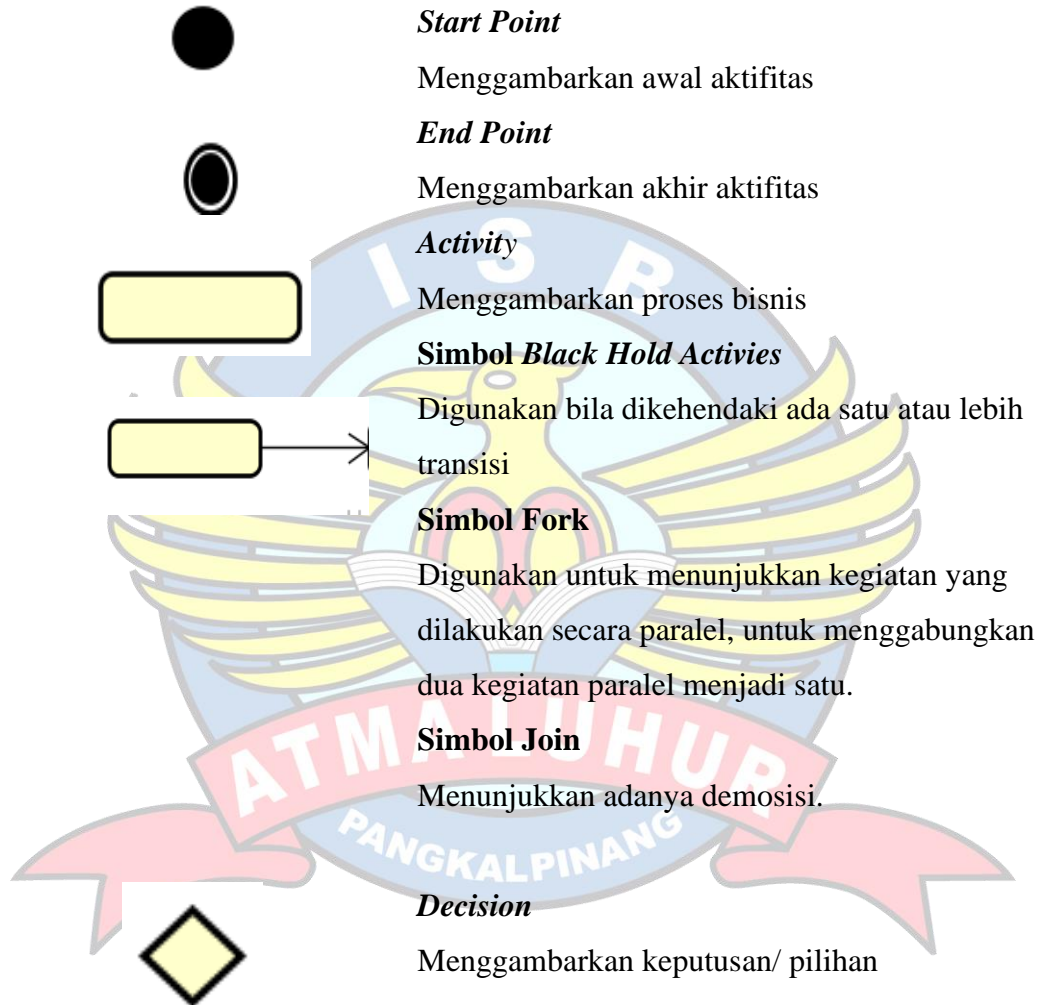 Start Point
Menggambarkan awal aktifitas
End Point
Menggambarkan akhir aktifitas
Activity
Menggambarkan proses bisnis
Simbol Black Hold Activies
Digunakan bila dikehendaki ada satu atau lebih
transisi
Simbol Fork
Digunakan untuk menunjukkan kegiatan yang
dilakukan secara paralel, untuk menggabungkan
dua kegiatan paralel menjadi satu.
Simbol Join
Menunjukkan adanya demosisi.
Decision
Menggambarkan keputusan/ pilihan
I S B
ATMA LUHUR
PANGKALPINANG